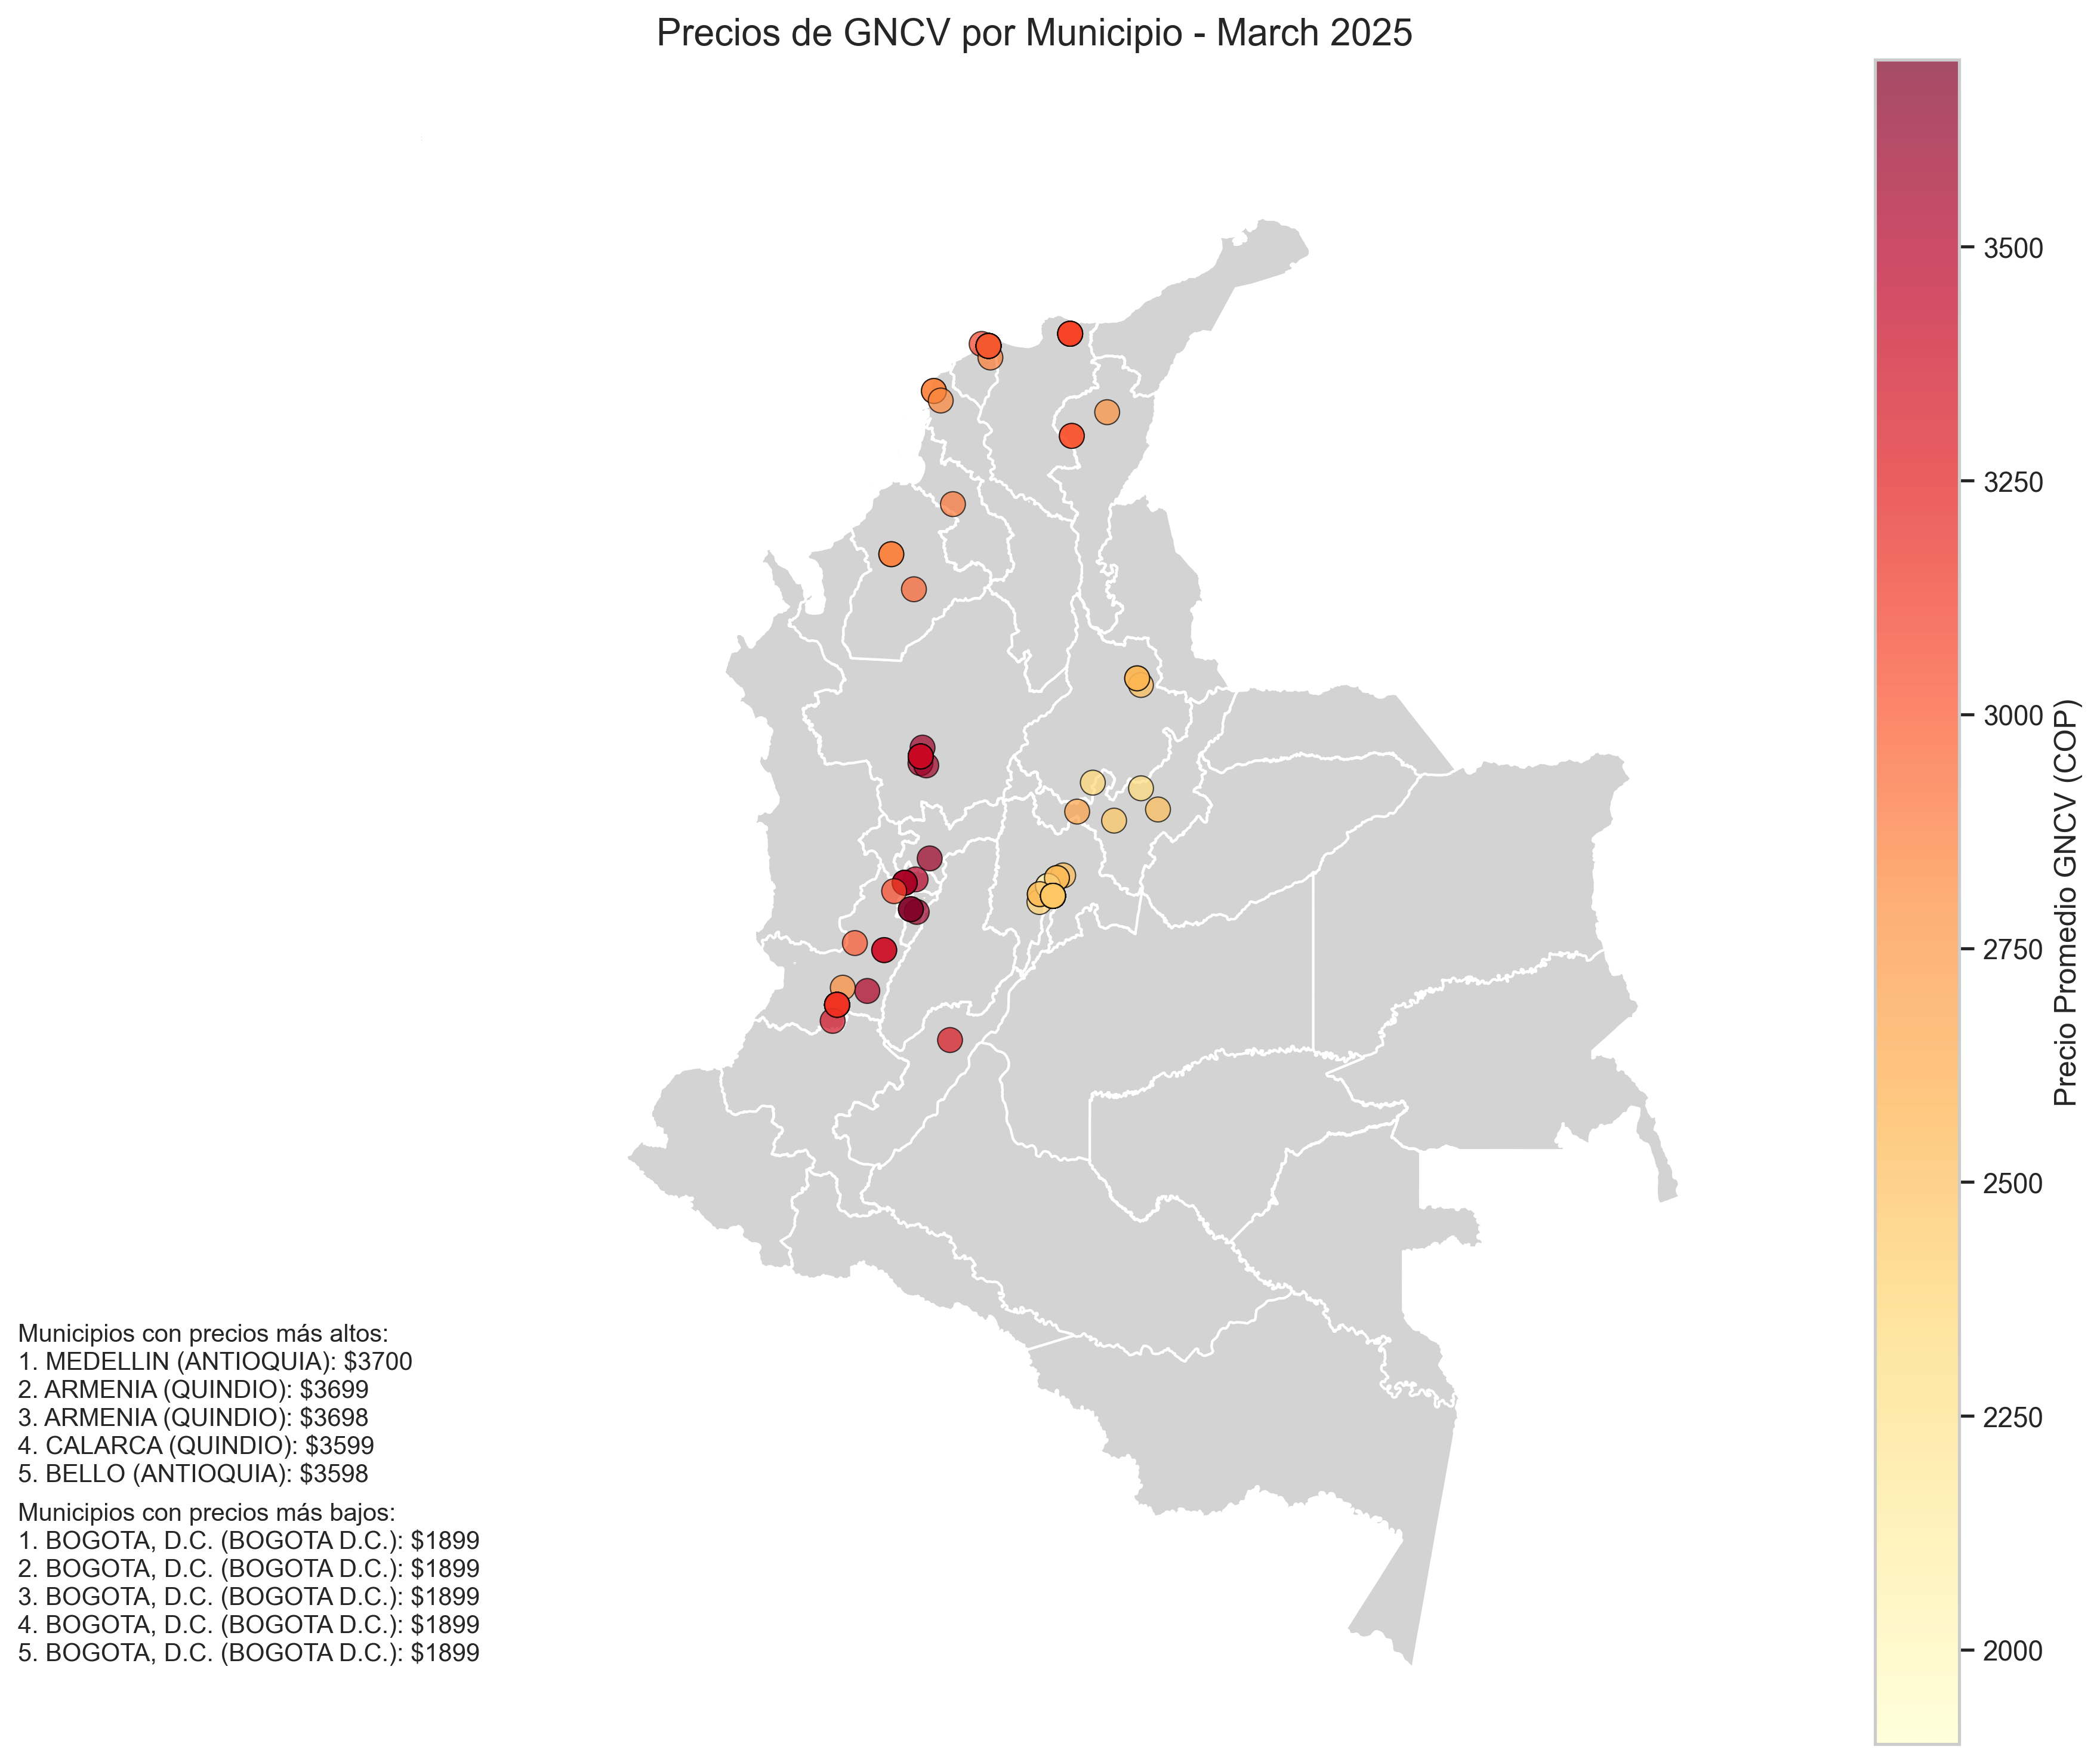 Precios de GNCV por Municipio - March 2025
3500
3250
3000
2750
2500
2250
2000
Precio Promedio GNCV (COP)
Municipios con precios más altos:
1. MEDELLIN (ANTIOQUIA): $3700
2. ARMENIA (QUINDIO): $3699
3. ARMENIA (QUINDIO): $3698
4. CALARCA (QUINDIO): $3599
5. BELLO (ANTIOQUIA): $3598
Municipios con precios más bajos:
1. BOGOTA, D.C. (BOGOTA D.C.): $1899
2. BOGOTA, D.C. (BOGOTA D.C.): $1899
3. BOGOTA, D.C. (BOGOTA D.C.): $1899
4. BOGOTA, D.C. (BOGOTA D.C.): $1899
5. BOGOTA, D.C. (BOGOTA D.C.): $1899